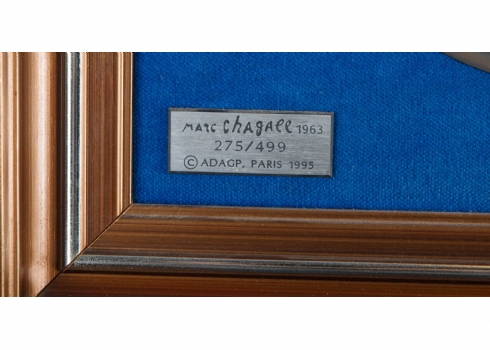 Marc Chagall 1963
275/499
© ADAGP, PARIS 1995